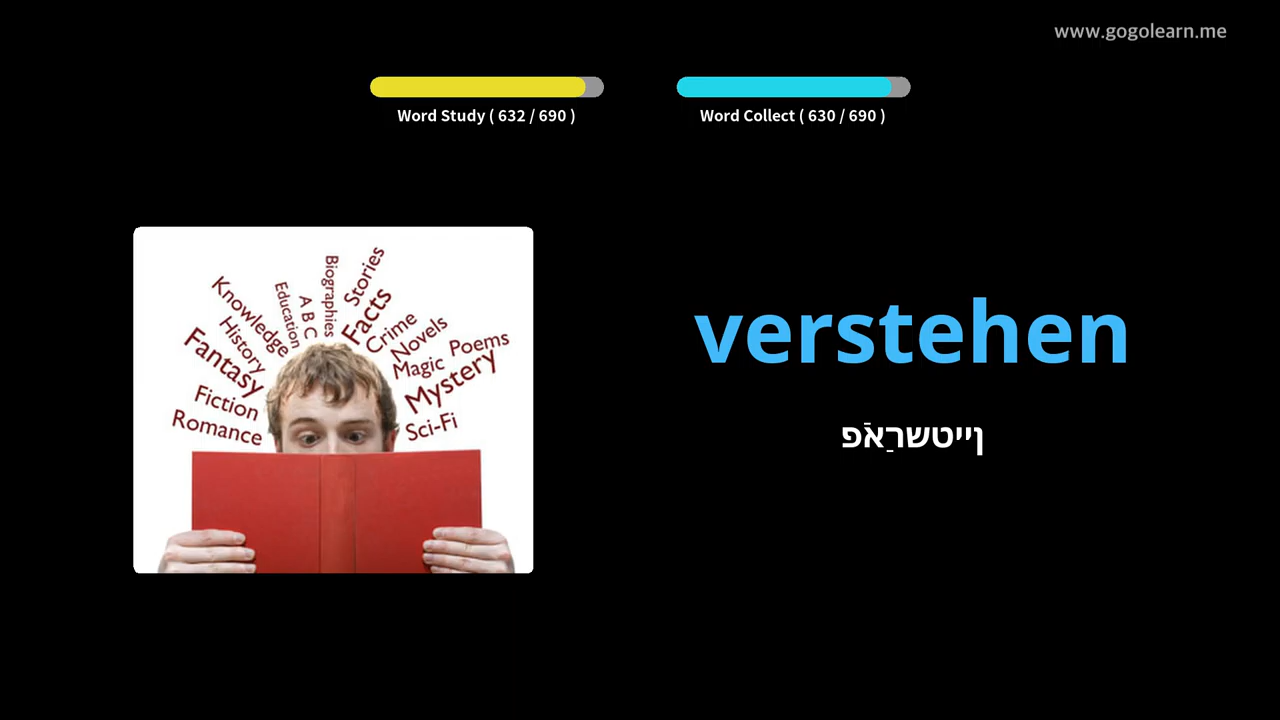 www.gogolearn.me
Word Study ( 632 / 690 )
Word Collect ( 630 / 690 )
Knowledge
History
Fantasy
Fiction
Romance
Education
A B C
Biographies
Stories
Facts
Crime
Novels
Magic
Poems
Mystery
Sci-Fi
verstehen
ןייטשרַאֿפ